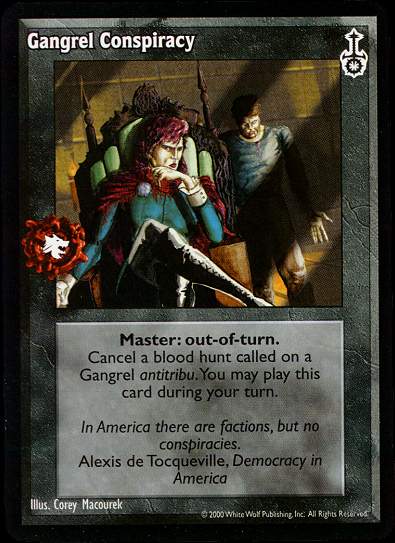 Gangrel Conspiracy
Master: out-of-turn.
Cancel a blood hunt called on a
Gangrel antitribu. You may play this
card during your turn.
In America there are factions, but no
conspiracies.
Alexis de Tocqueville, Democracy in
America
Illus. Corey Macourek
© 2000 White Wolf Publishing, Inc. All Rights Reserved.